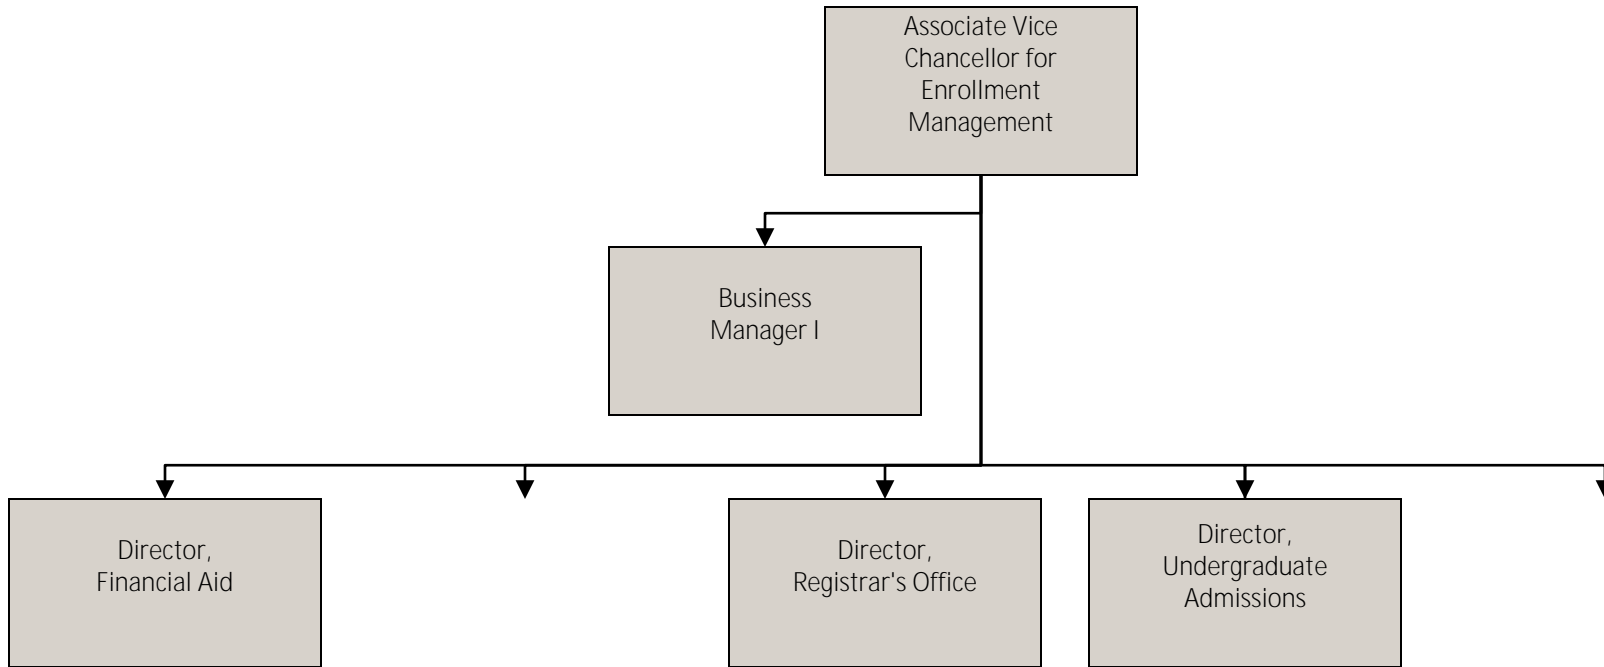 Associate Vice
Chancellor for
Enrollment
Management
Business
Manager I
Director,
Financial Aid
Director,
Registrar's Office
Director,
Undergraduate
Admissions